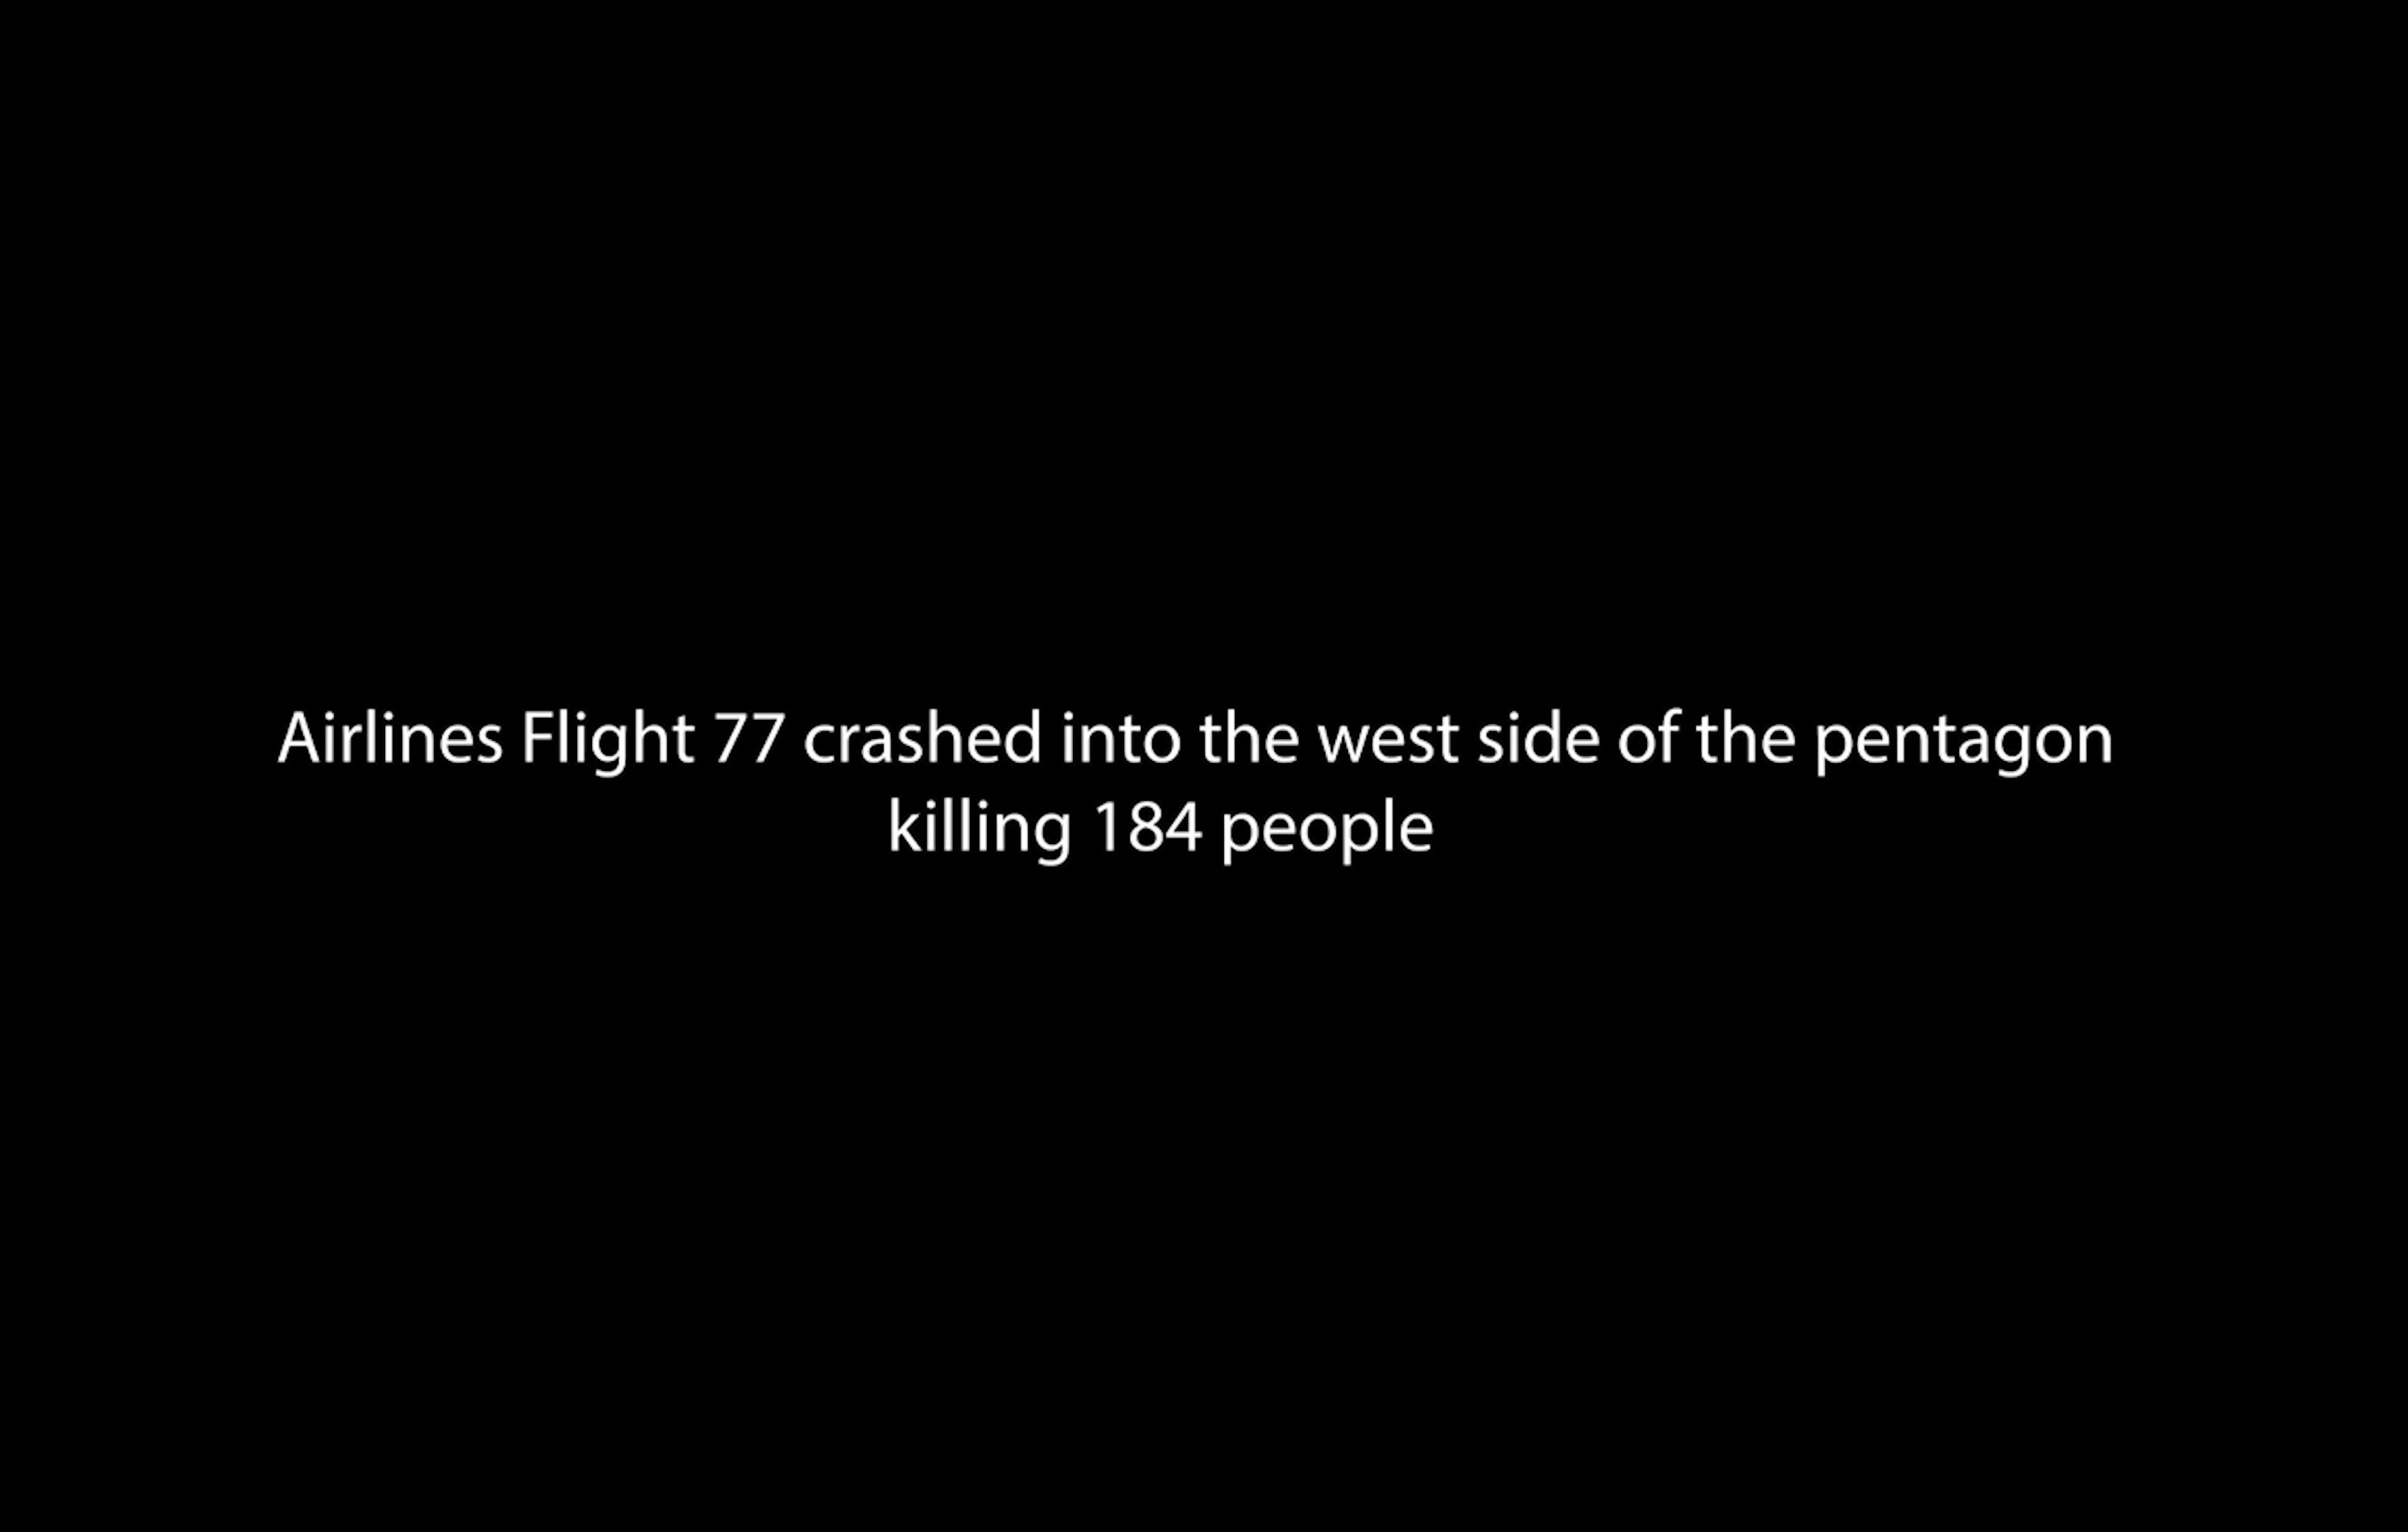 Airlines Flight 77 crashed into the west side of the pentagon
killing 184 people